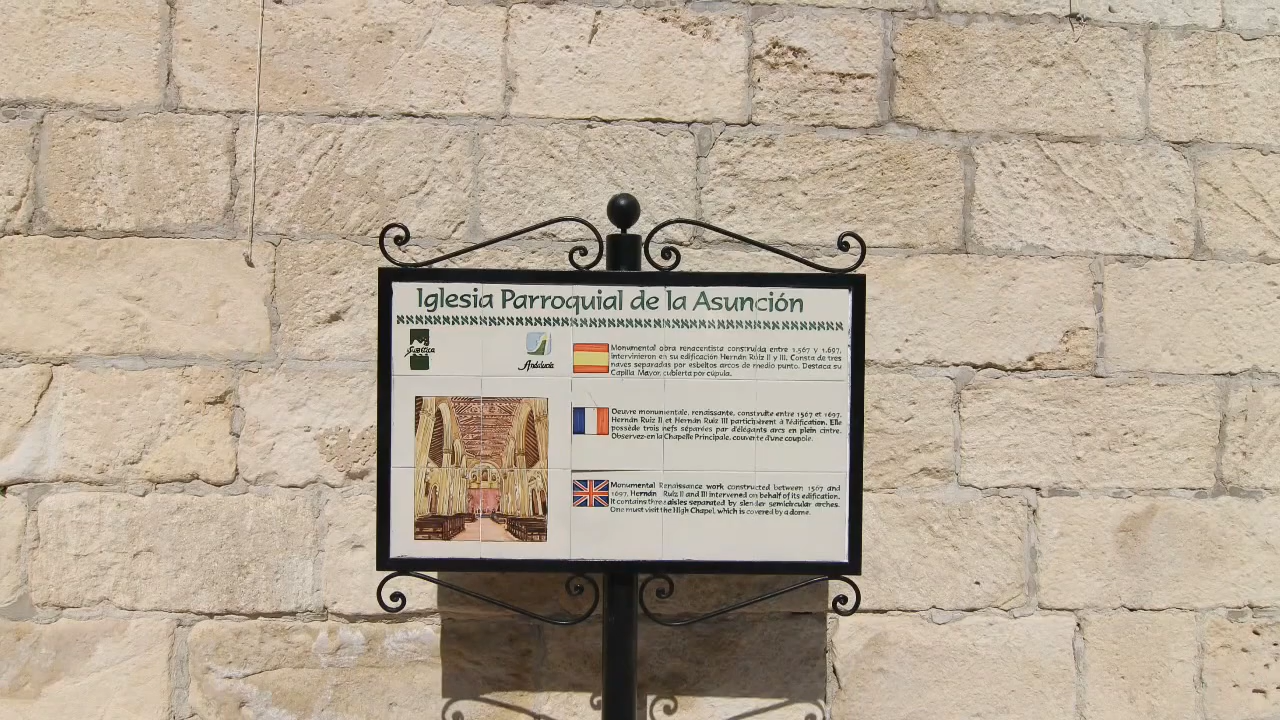 Iglesia Parroquial de la Asunción
Andalucía
Monumental obra renacentista construida entre 1.567 y 1.697,
intervinieron en su edificación Hernán Ruiz II y III. Consta de tres
naves separadas por esbeltos arcos de medio punto. Destaca su
Capilla Mayor, cubierta por cúpula.
Oeuvre monumentale, renaissante, construite entre 1567 et 1697.
Hernán Ruiz II et Hernán Ruiz III participèrent à l'édification. Elle
possède trois nefs séparées par d'élégants arcs en plein cintre.
Observez-en la Chapelle Principale, couverte d'une coupole.
Monumental Renaissance work constructed between 1567 and
1697. Hernán Ruiz II and III intervened on behalf of its edification.
It contains three aisles separated by slender semicircular arches.
One must visit the High Chapel, which is covered by a dome.